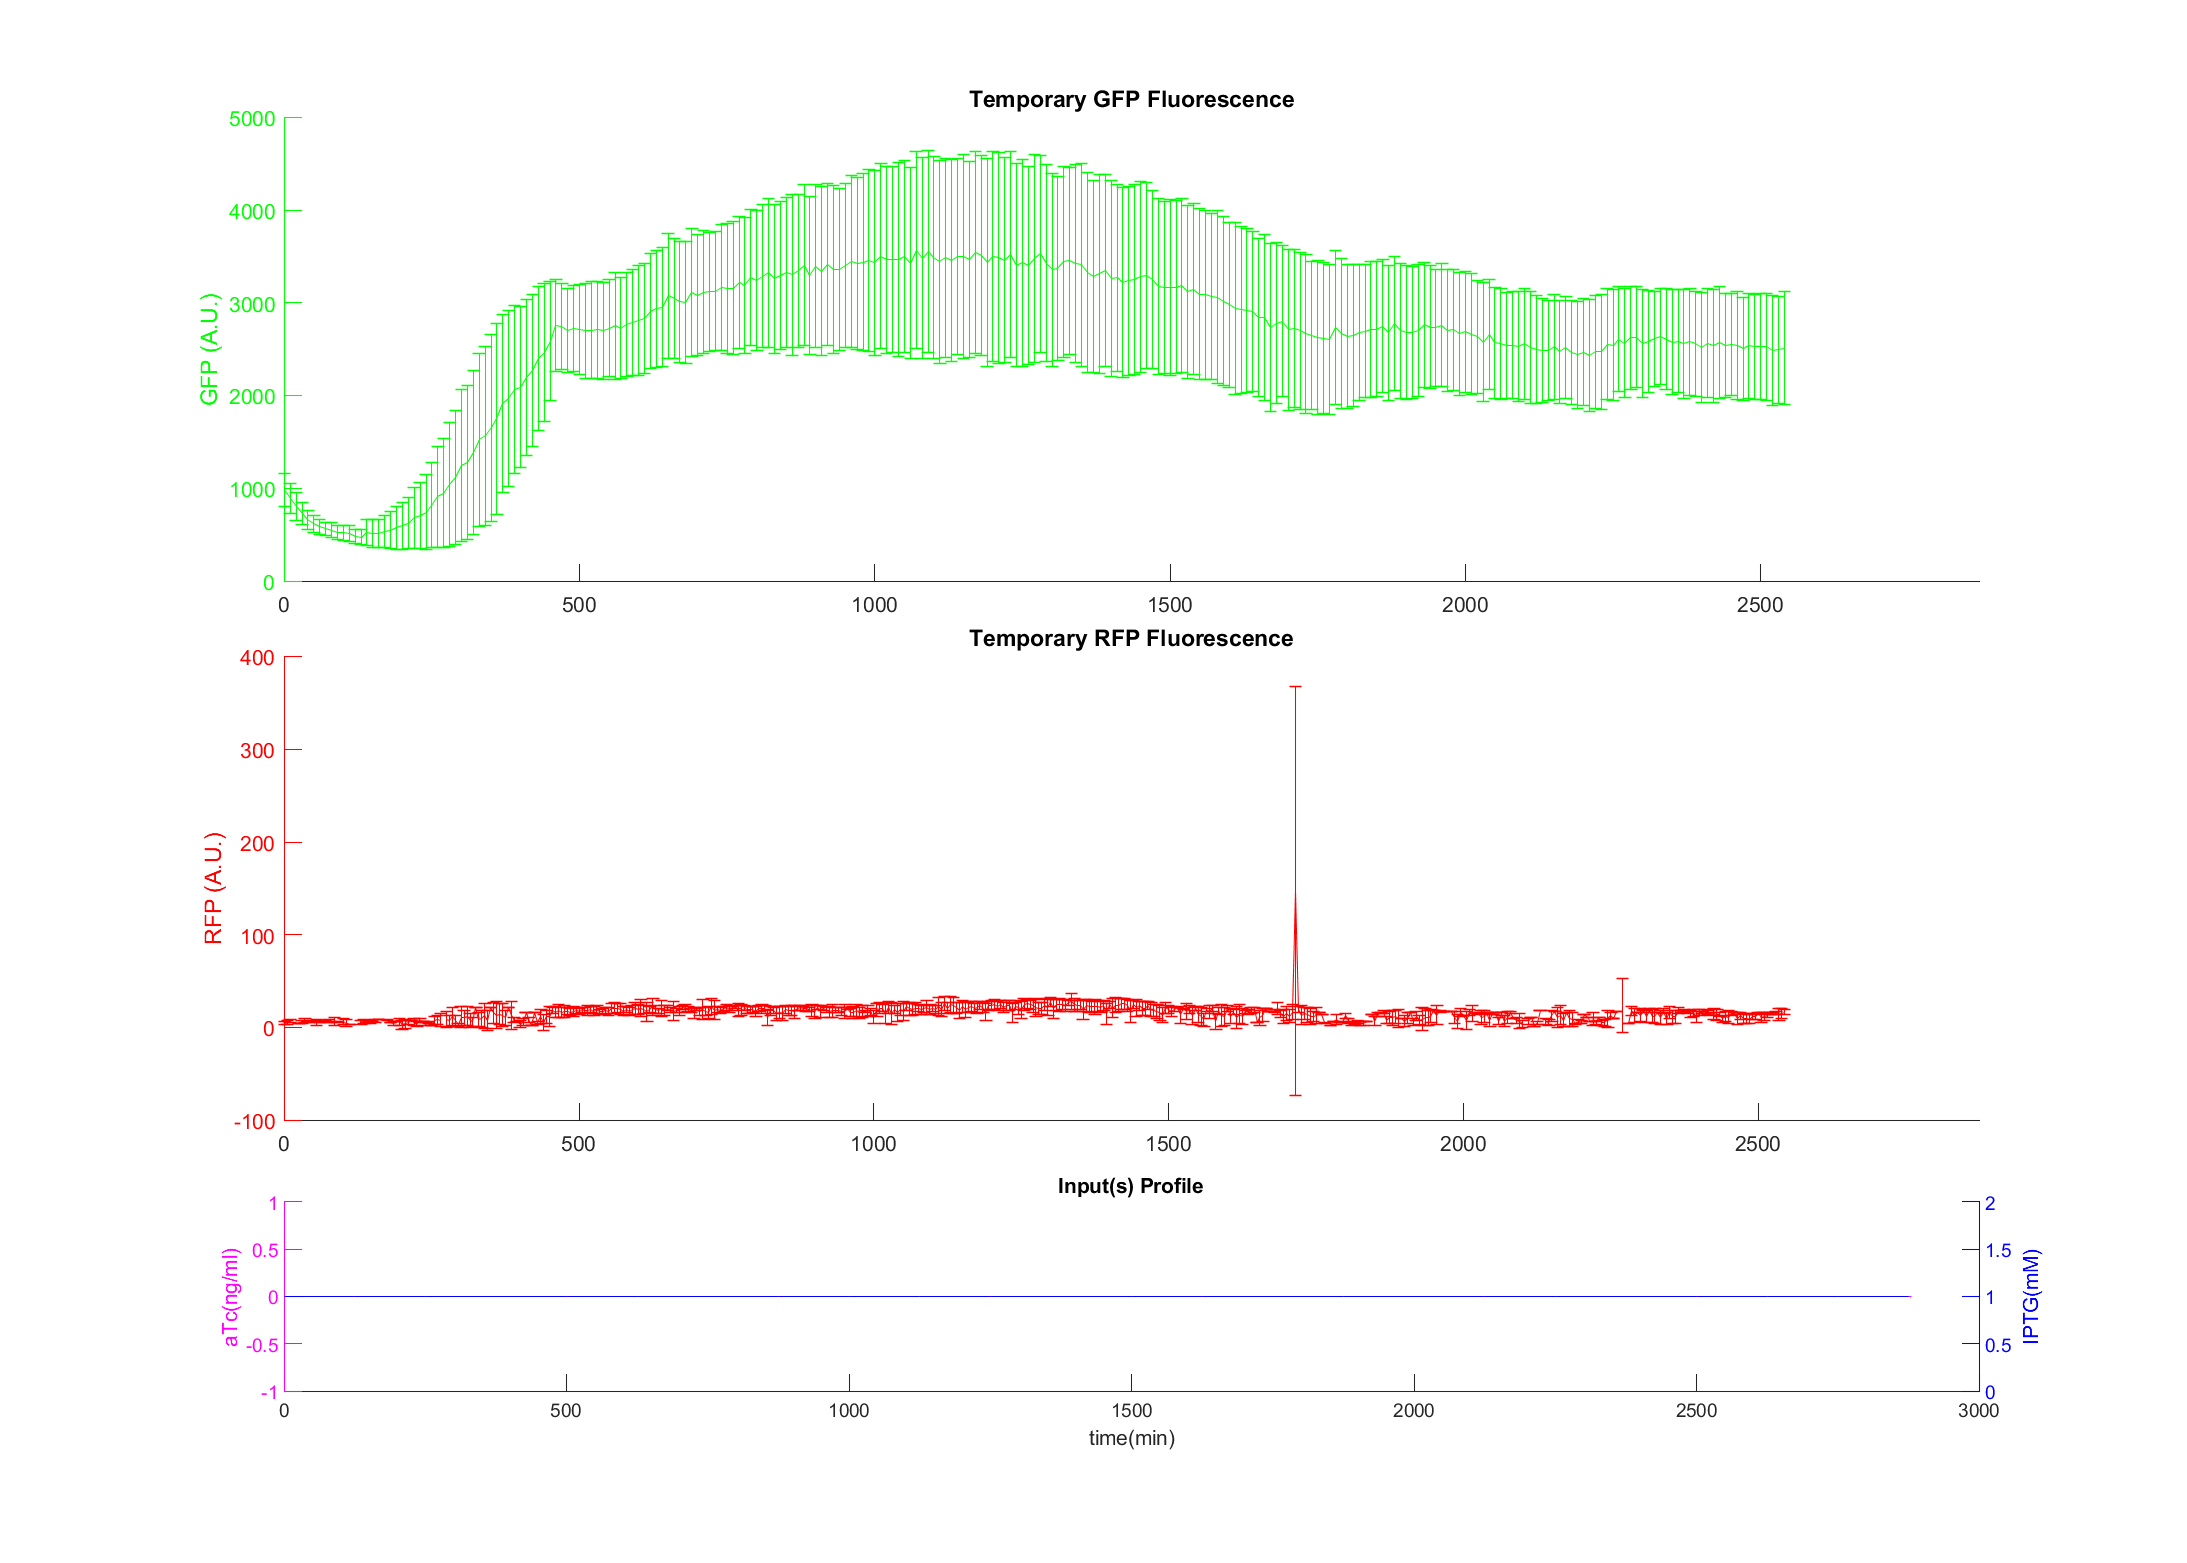 Temporary GFP Fluorescence
GFP (A.U.)
5000
4000
3000
2000
1000
0
0 500 1000 1500 2000 2500
Temporary RFP Fluorescence
RFP (A.U.)
400
300
200
100
0
-100
0 500 1000 1500 2000 2500
Input(s) Profile
aTc(ng/ml)
1
0.5
0
-0.5
-1
2
1.5
1
0.5
0
IPTG(mM)
0 500 1000 1500 2000 2500 3000
time(min)